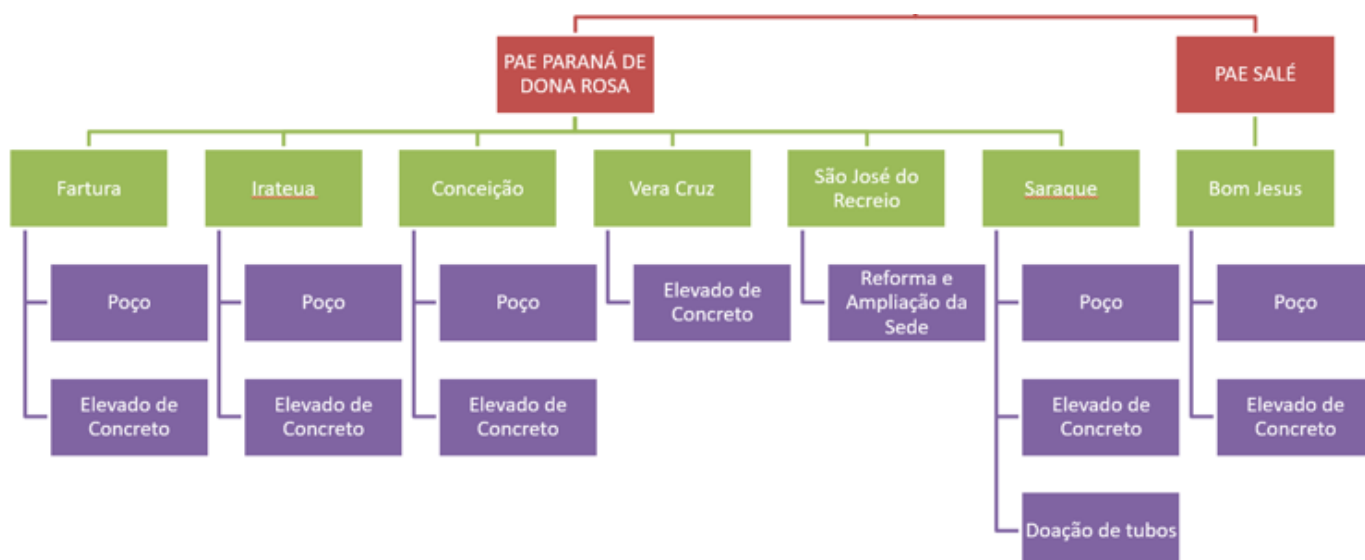 PAE PARANÁ DE
DONA ROSA
PAE SALÉ
Fartura
Irateua
Conceição
Vera Cruz
São José do
Recreio
Saraque
Bom Jesus
Poço
Poço
Poço
Elevado de
Concreto
Reforma e
Ampliação da
Sede
Poço
Poço
Elevado de
Concreto
Elevado de
Concreto
Elevado de
Concreto
Elevado de
Concreto
Elevado de
Concreto
Doação de tubos